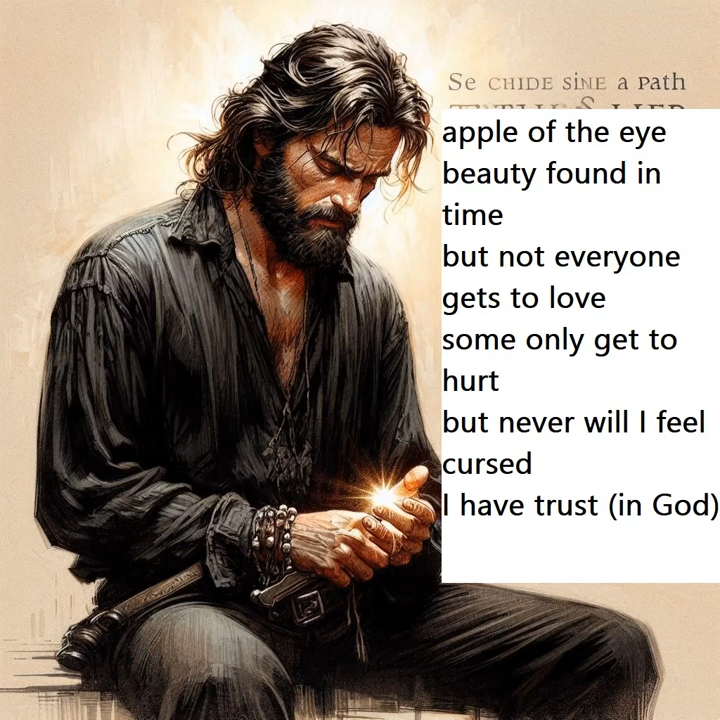 Se CHIDE SINE a PATH
apple of the eye
beauty found in
time
but not everyone
gets to love
some only get to
hurt
but never will I feel
cursed
I have trust (in God)